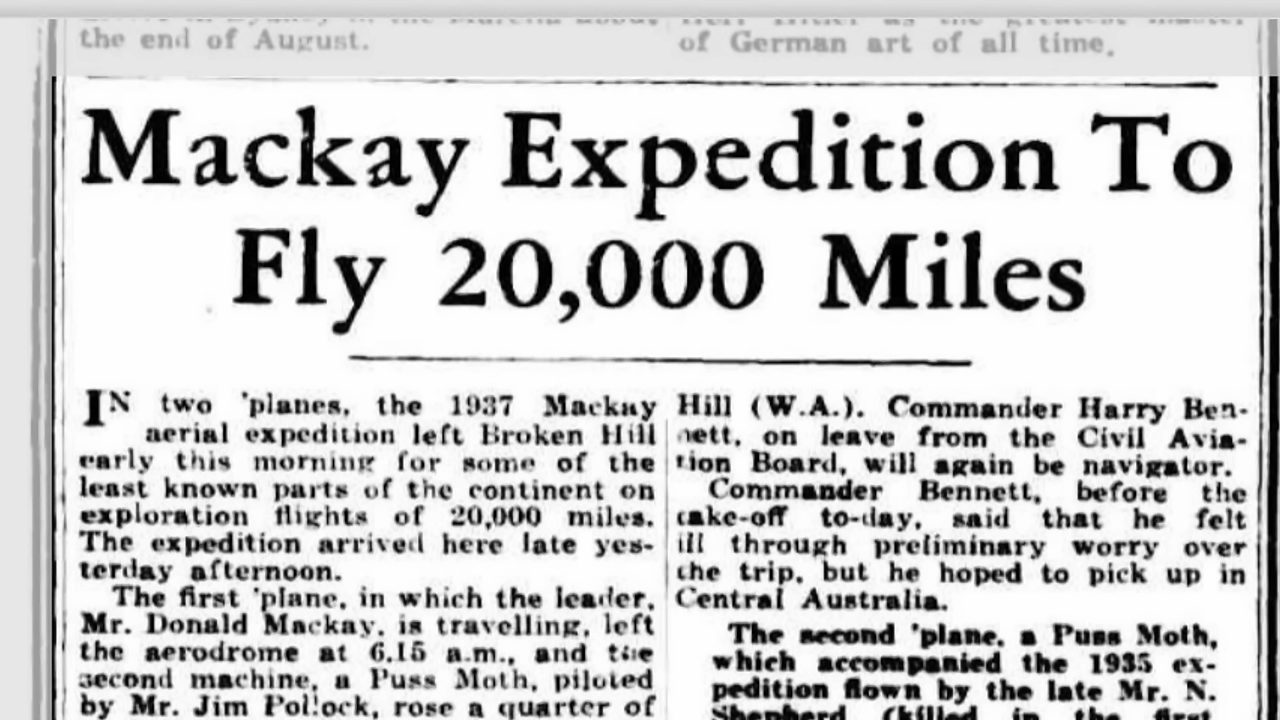 the end of August.
of German art of all time.
Mackay Expedition To
Fly 20,000 Miles
IN two 'planes, the 1937 Mackay
aerial expedition left Broken Hill
early this morning for some of the
least known parts of the continent on
exploration flights of 20,000 miles.
The expedition arrived here late yes-
terday afternoon.
The first 'plane, in which the leader,
Mr. Donald Mackay, is travelling, left
the aerodrome at 6.15 a.m., and the
second machine, a Puss Moth, piloted
by Mr. Jim Pollock, rose a quarter of
Hill (W.A.). Commander Harry Ben-
nett, on leave from the Civil Avia-
tion Board, will again be navigator.
Commander Bennett, before the
take-off to-day, said that he felt
ill through preliminary worry over
the trip, but he hoped to pick up in
Central Australia.
The second 'plane, a Puss Moth,
which accompanied the 1935 ex-
pedition flown by the late Mr. N.
Shepherd (killed in the first